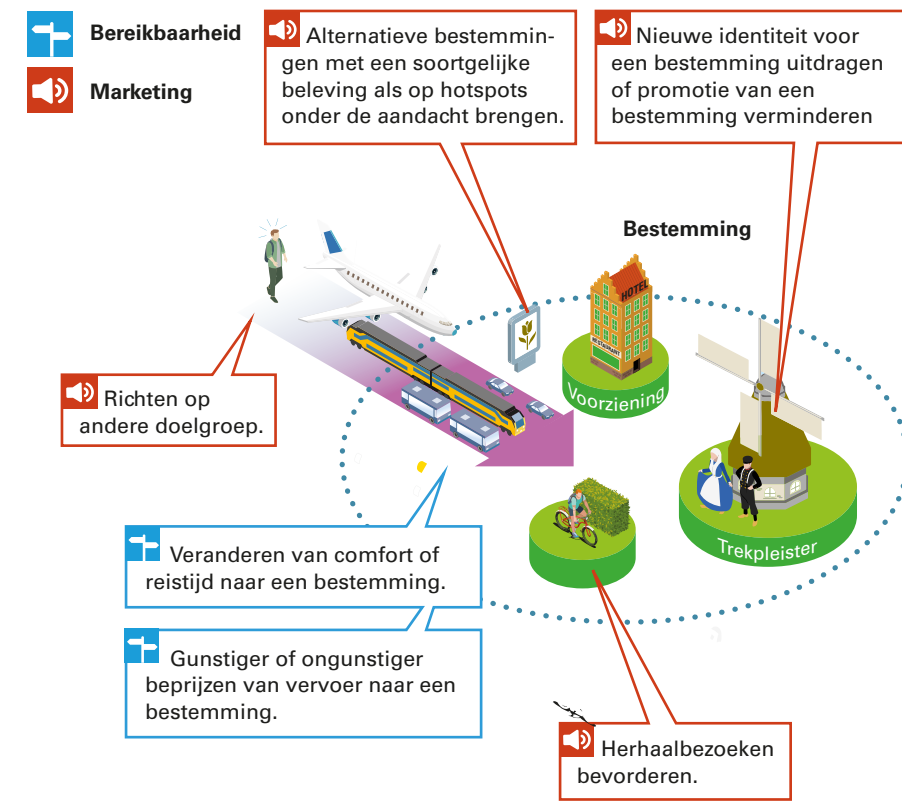 Bereikbaarheid
Marketing
Alternatieve bestemmin-
gen met een soortgelijke
beleving als op hotspots
onder de aandacht brengen.
Nieuwe identiteit voor
een bestemming uitdragen
of promotie van een
bestemming verminderen
Bestemming
HOTEL
RESTAURANT
Voorziening
Richten op
andere doelgroep.
Trekpleister
Veranderen van comfort of
reistijd naar een bestemming.
Gunstiger of ongunstiger
beprijzen van vervoer naar een
bestemming.
Herhaalbezoeken
bevorderen.